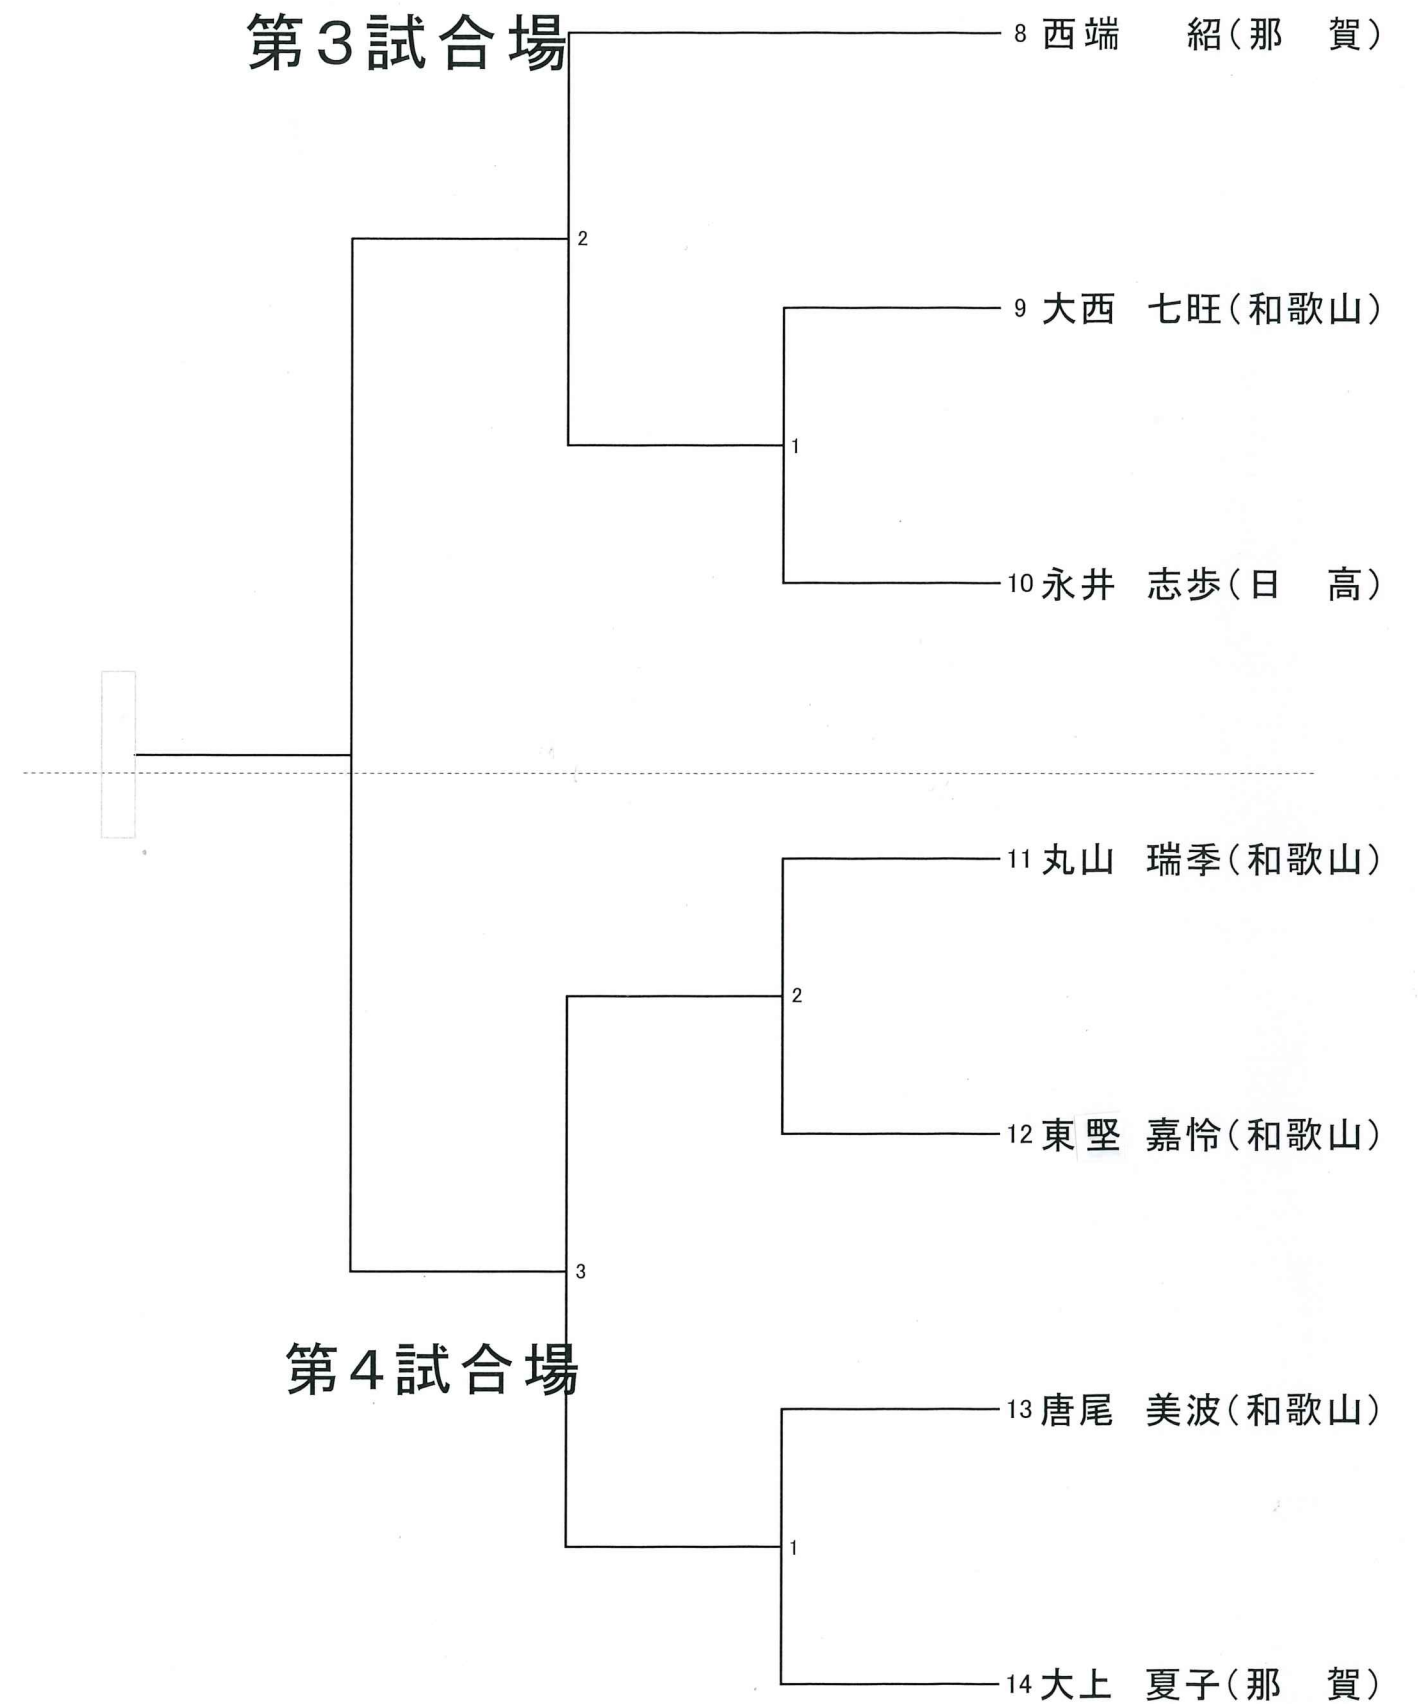 第3試合場
8 西端　紹(那　賀)
2
9 大西　七旺(和歌山)
1
10 永井　志歩(日　高)
11 丸山　瑞季(和歌山)
2
12 東　堅　嘉怜(和歌山)
3
第4試合場
13 唐尾　美波(和歌山)
1
14 大上　夏子(那　賀)